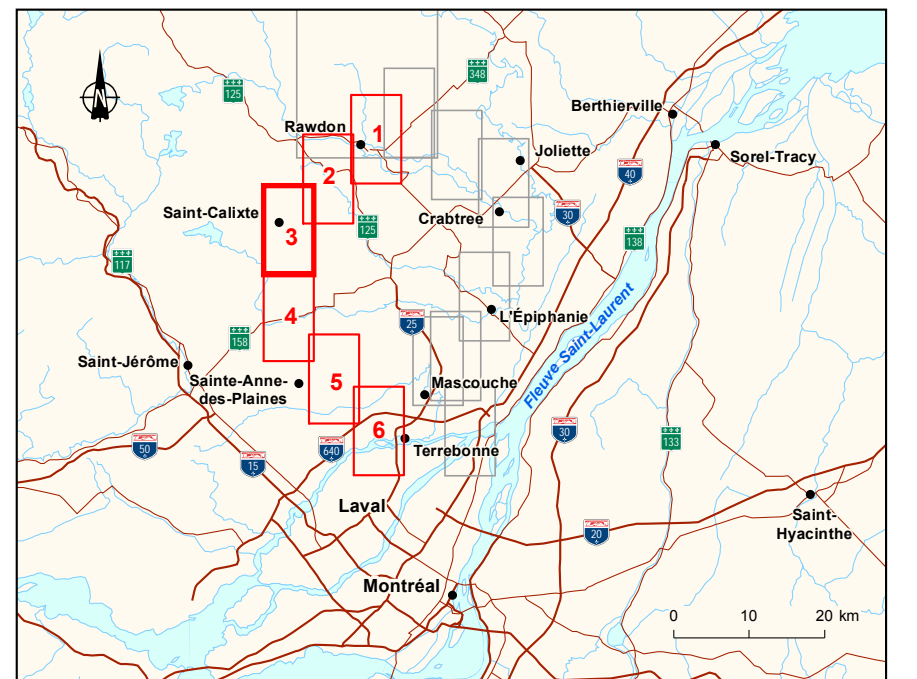 N
348
125
Berthierville
1
Rawdon
Joliette
Sorel-Tracy
40
2
Saint-Calixte
Crabtree
30
125
3
138
117
4
L'Épiphanie
25
158
Fleuve Saint-Laurent
Saint-Jérôme
Sainte-Anne-
des-Plaines
5
Mascouche
6
30
133
50
640
15
Terrebonne
Laval
Saint-
Hyacinthe
20
Montréal
0 10 20 km